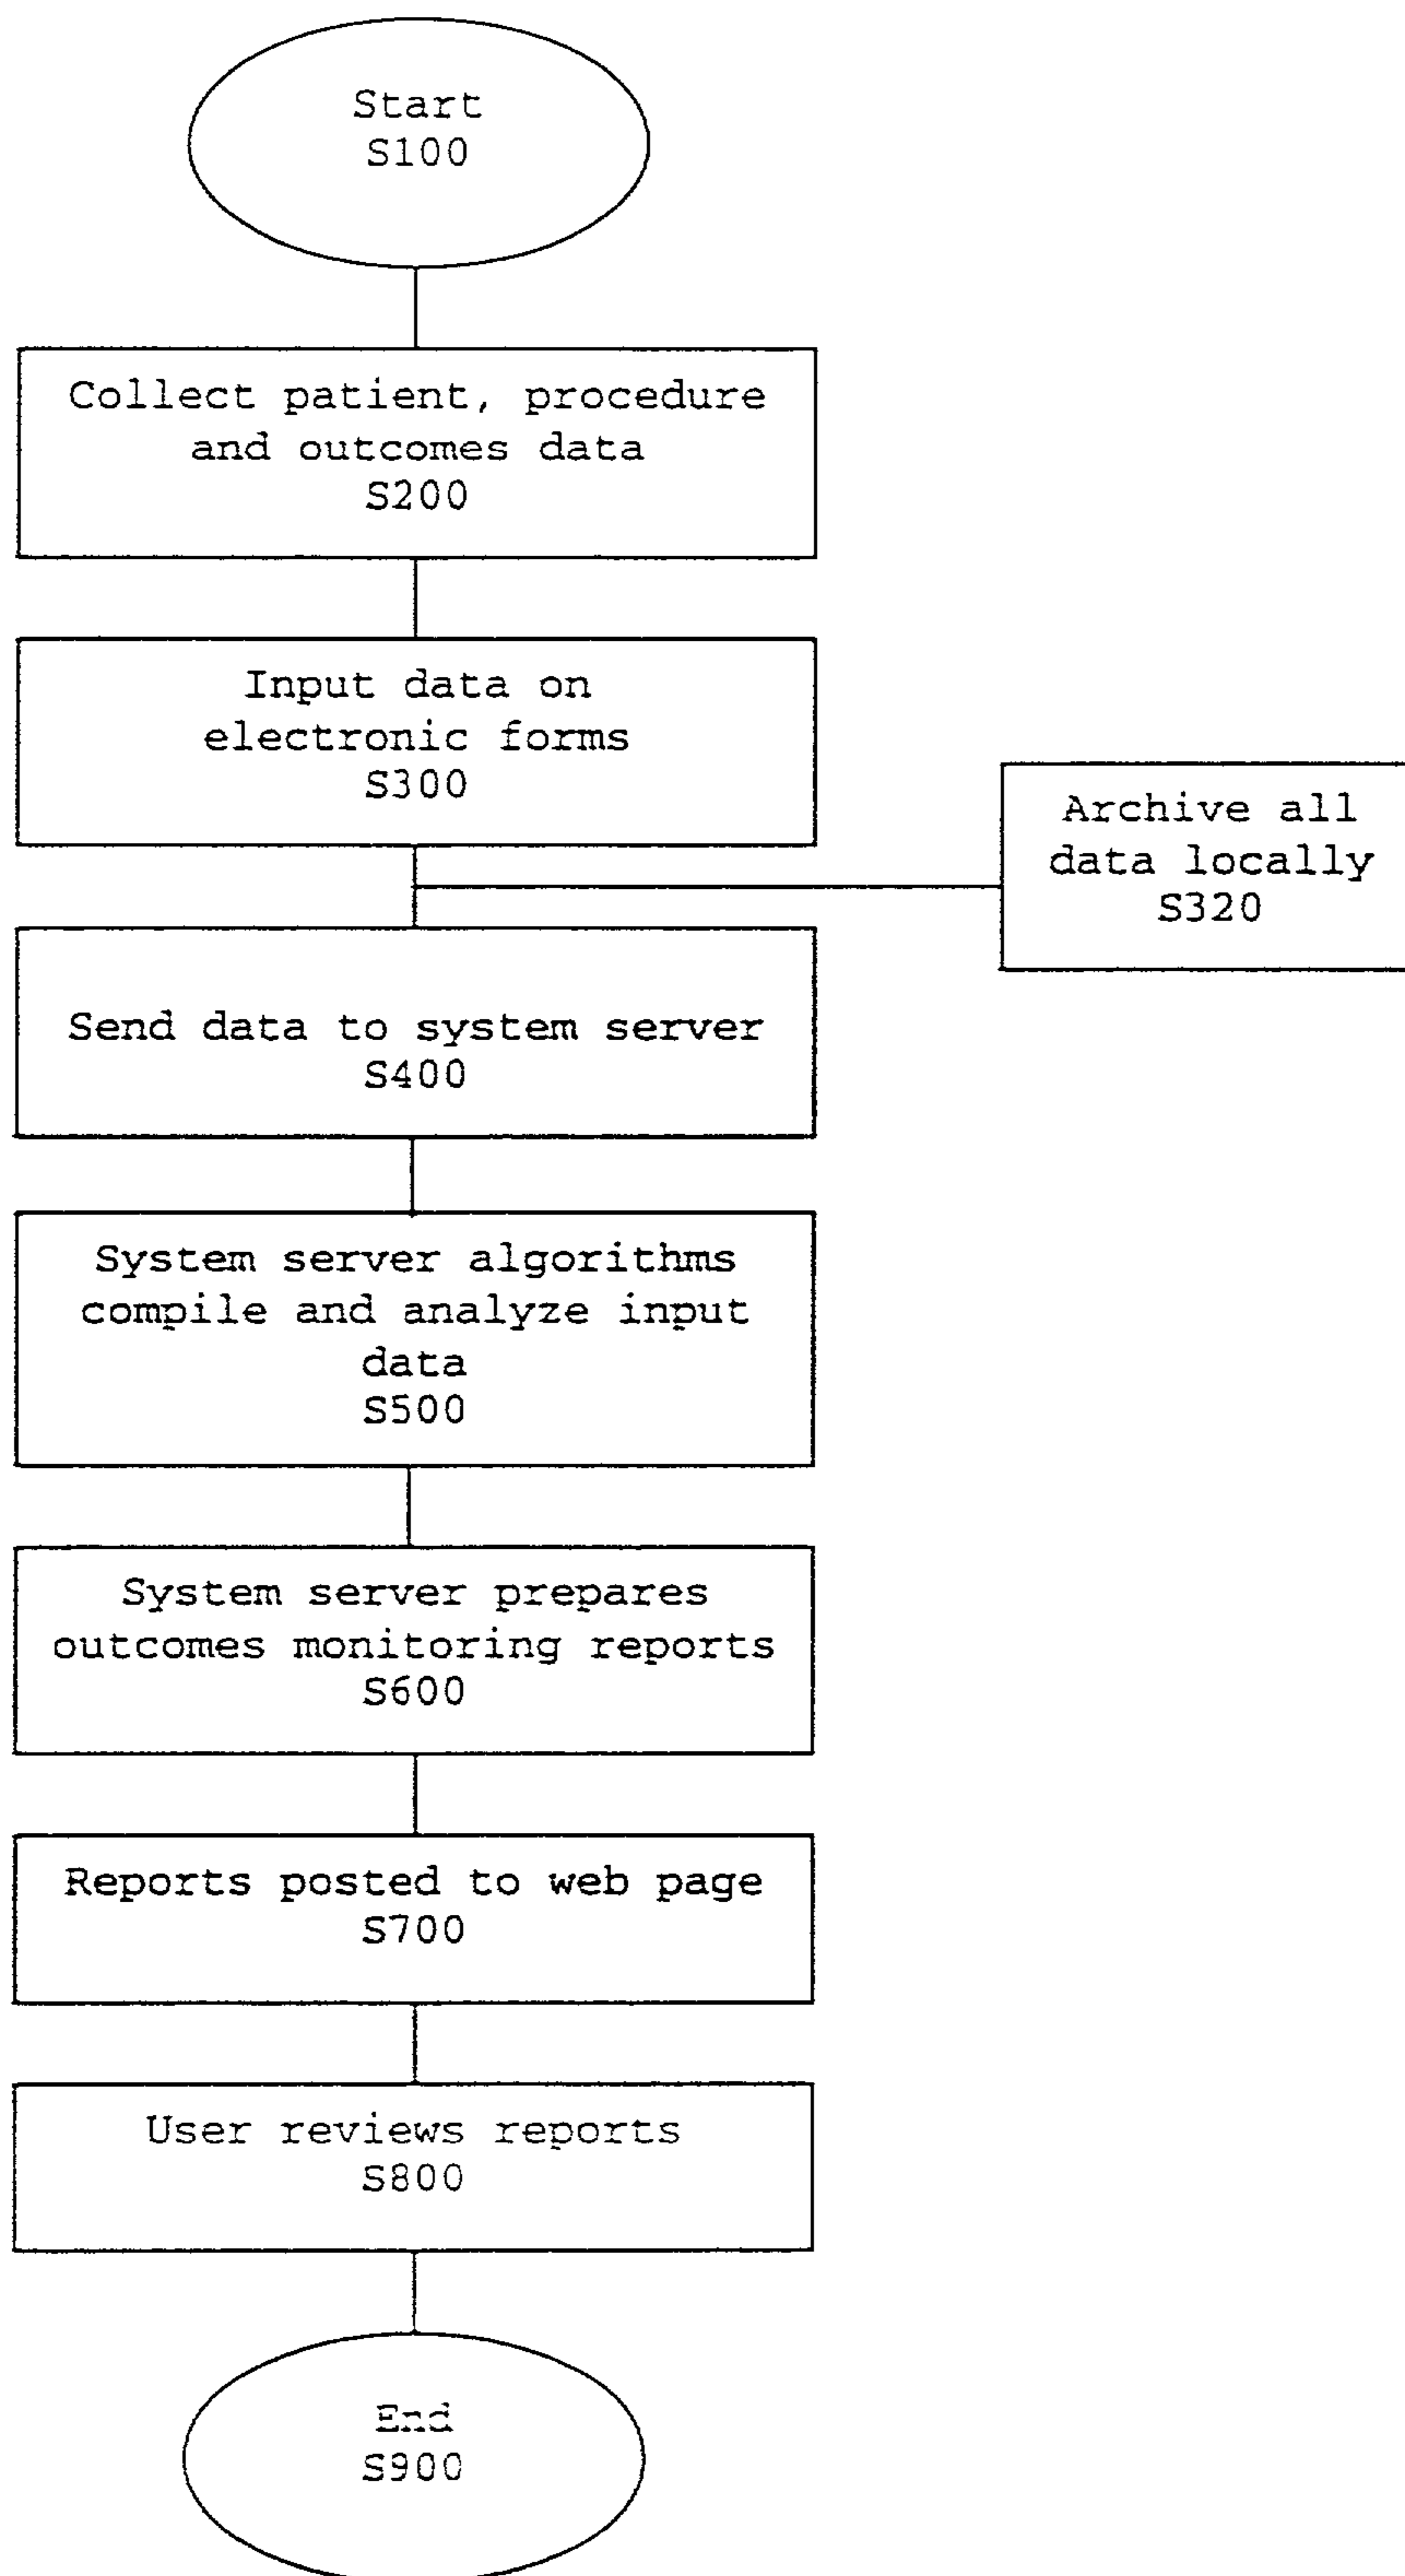 Start
S100
Collect patient, procedure
and outcomes data
S200
Input data on
electronic forms
S300
Archive all
data locally
S320
Send data to system server
S400
System server algorithms
compile and analyze input
data
S500
System server prepares
outcomes monitoring reports
S600
Reports posted to web page
S700
User reviews reports
S800
End
S900